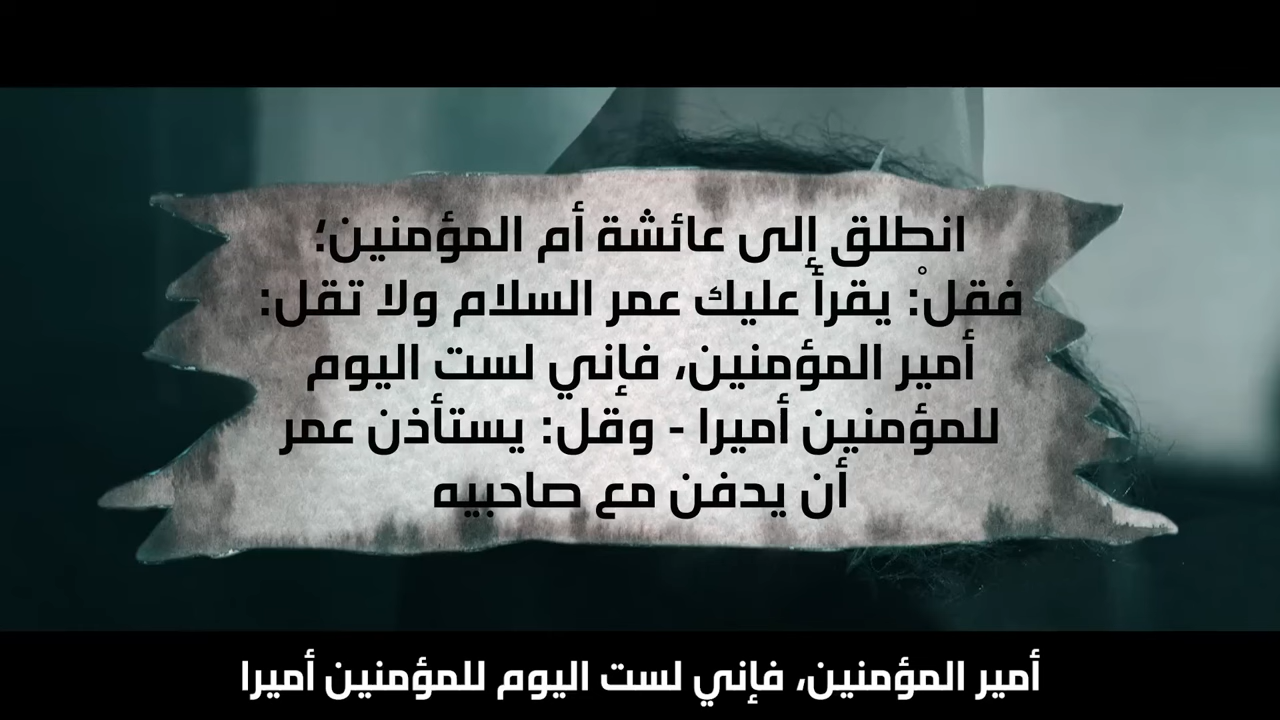 انطلق إلى عائشة أم المؤمنين؛
فقلْ: يقرأ عليك عمر السلام ولا تقل:
أمير المؤمنين، فإني لست اليوم
للمؤمنين أميرا - وقل: يستأذن عمر
أن يدفن مع صاحبيه
أمير المؤمنين، فإني لست اليوم للمؤمنين أميرا